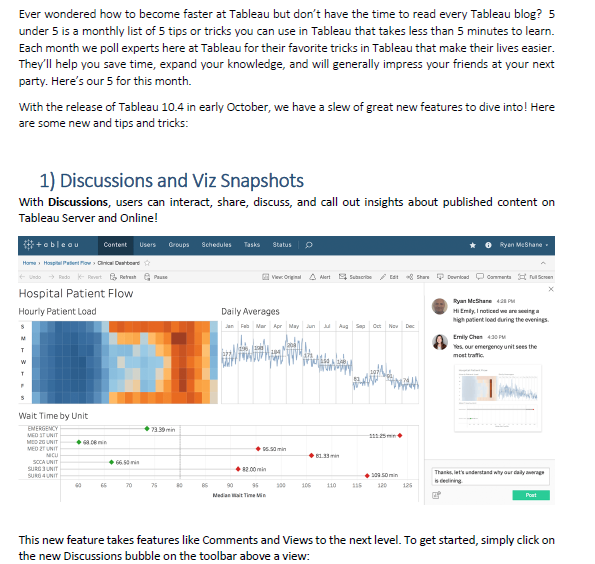 Ever wondered how to become faster at Tableau but don't have the time to read every Tableau blog? 5
under 5 is a monthly list of 5 tips or tricks you can use in Tableau that takes less than 5 minutes to learn.
Each month we poll experts here at Tableau for their favorite tricks in Tableau that make their lives easier.
They'll help you save time, expand your knowledge, and will generally impress your friends at your next
party. Here's our 5 for this month.
With the release of Tableau 10.4 in early October, we have a slew of great new features to dive into! Here
are some new and tips and tricks:
1) Discussions and Viz Snapshots
With Discussions, users can interact, share, discuss, and call out insights about published content on
Tableau Server and Online!
+ableau Content Users Groups Schedules Tasks Status Ryan McShane
Home Hospital Patient Flow Clinical Dashboard
Undo Redo Revert Refresh Pause View: Original Alert Subscribe Edit Share Download Comments Full Screen
Hospital Patient Flow
Hourly Patient Load
S
M
T
W
T
F
S
Daily Averages
Jan Feb Mar Apr May Jun Jul Aug Sep Oct Nov Dec
Wait Time by Unit
EMERGENCY 73.39 min
MED 1T UNIT 111.25 min
MED 2E UNIT 68.08 min
MED 2T UNIT 95.50 min
NICU 81.33 min
SCCA UNIT 66.50 min
SURG 3 UNIT 82.00 min
SURG 4 UNIT 109.50 min
60 65 70 75 80 85 90 95 100 105 110 115 120 125
Median Wait Time Min
Ryan McShane 4:28 PM
Hi Emily, I noticed we are seeing a
high patient load during the evenings.
Emily Chen 4:30 PM
Yes, our emergency unit sees the
most traffic.
Thanks, let's understand why our daily average
is declining.
Post
This new feature takes features like Comments and Views to the next level. To get started, simply click on
the new Discussions bubble on the toolbar above a view: